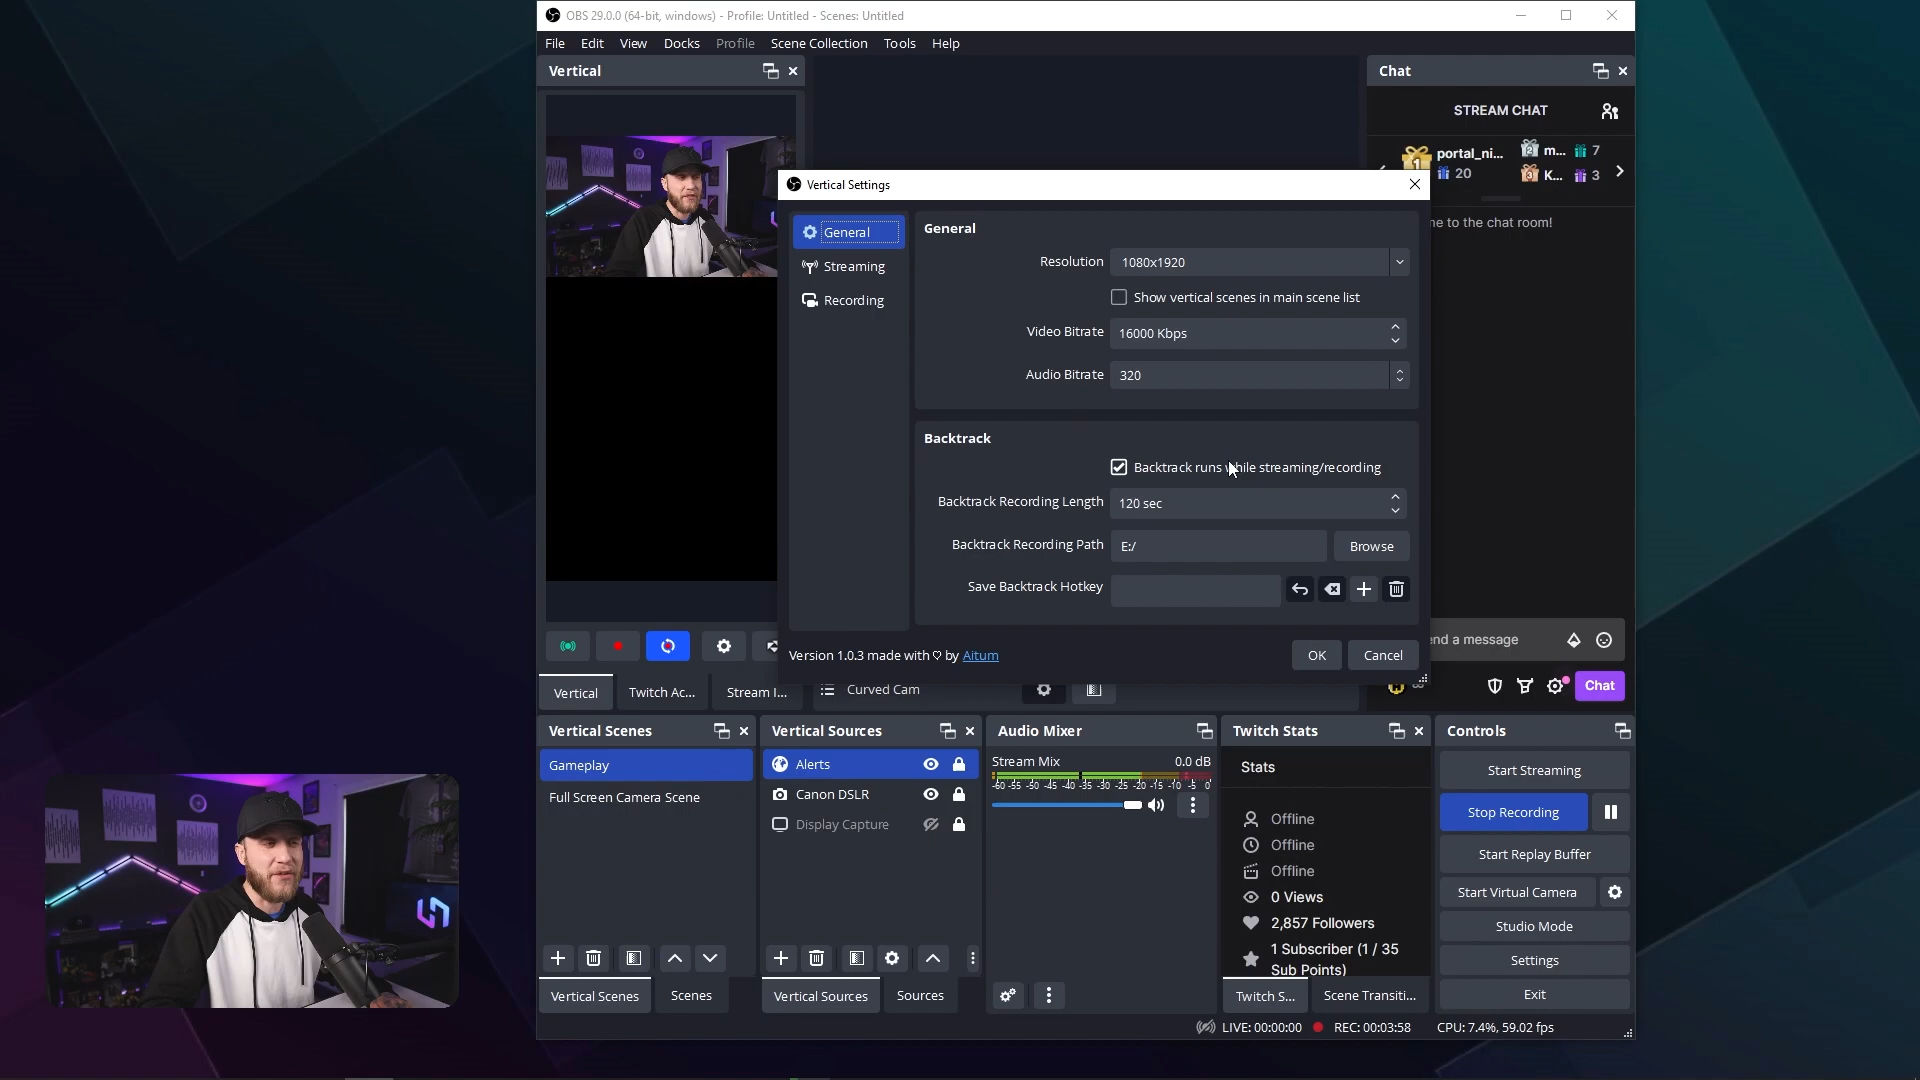 OBS 29.0.0 (64-bit, windows) - Profile: Untitled - Scenes: Untitled
File Edit View Docks Profile Scene Collection Tools Help
Vertical
Chat
STREAM CHAT
portal_ni...
20
m... 7
K... 3
me to the chat room!
Vertical Settings
General
Streaming
Recording
General
Resolution 1080x1920
Show vertical scenes in main scene list
Video Bitrate 16000 Kbps
Audio Bitrate 320
Backtrack
Backtrack runs while streaming/recording
Backtrack Recording Length 120 sec
Backtrack Recording Path E:/ Browse
Save Backtrack Hotkey
Version 1.0.3 made with ♡ by Aitum
OK Cancel
end a message
Chat
Vertical Twitch Ac... Stream I...
Curved Cam
Vertical Scenes
Gameplay
Full Screen Camera Scene
Vertical Scenes Scenes
Vertical Sources
Alerts
Canon DSLR
Display Capture
Vertical Sources Sources
Audio Mixer
Stream Mix 0.0 dB
-60 -55 -50 -45 -40 -35 -30 -25 -20 -15 -10 -5 0
Twitch Stats
Stats
Offline
Offline
Offline
0 Views
2,857 Followers
1 Subscriber (1 / 35
Sub Points)
Twitch S... Scene Transiti...
Controls
Start Streaming
Stop Recording
Start Replay Buffer
Start Virtual Camera
Studio Mode
Settings
Exit
LIVE: 00:00:00 REC: 00:03:58 CPU: 7.4%, 59.02 fps